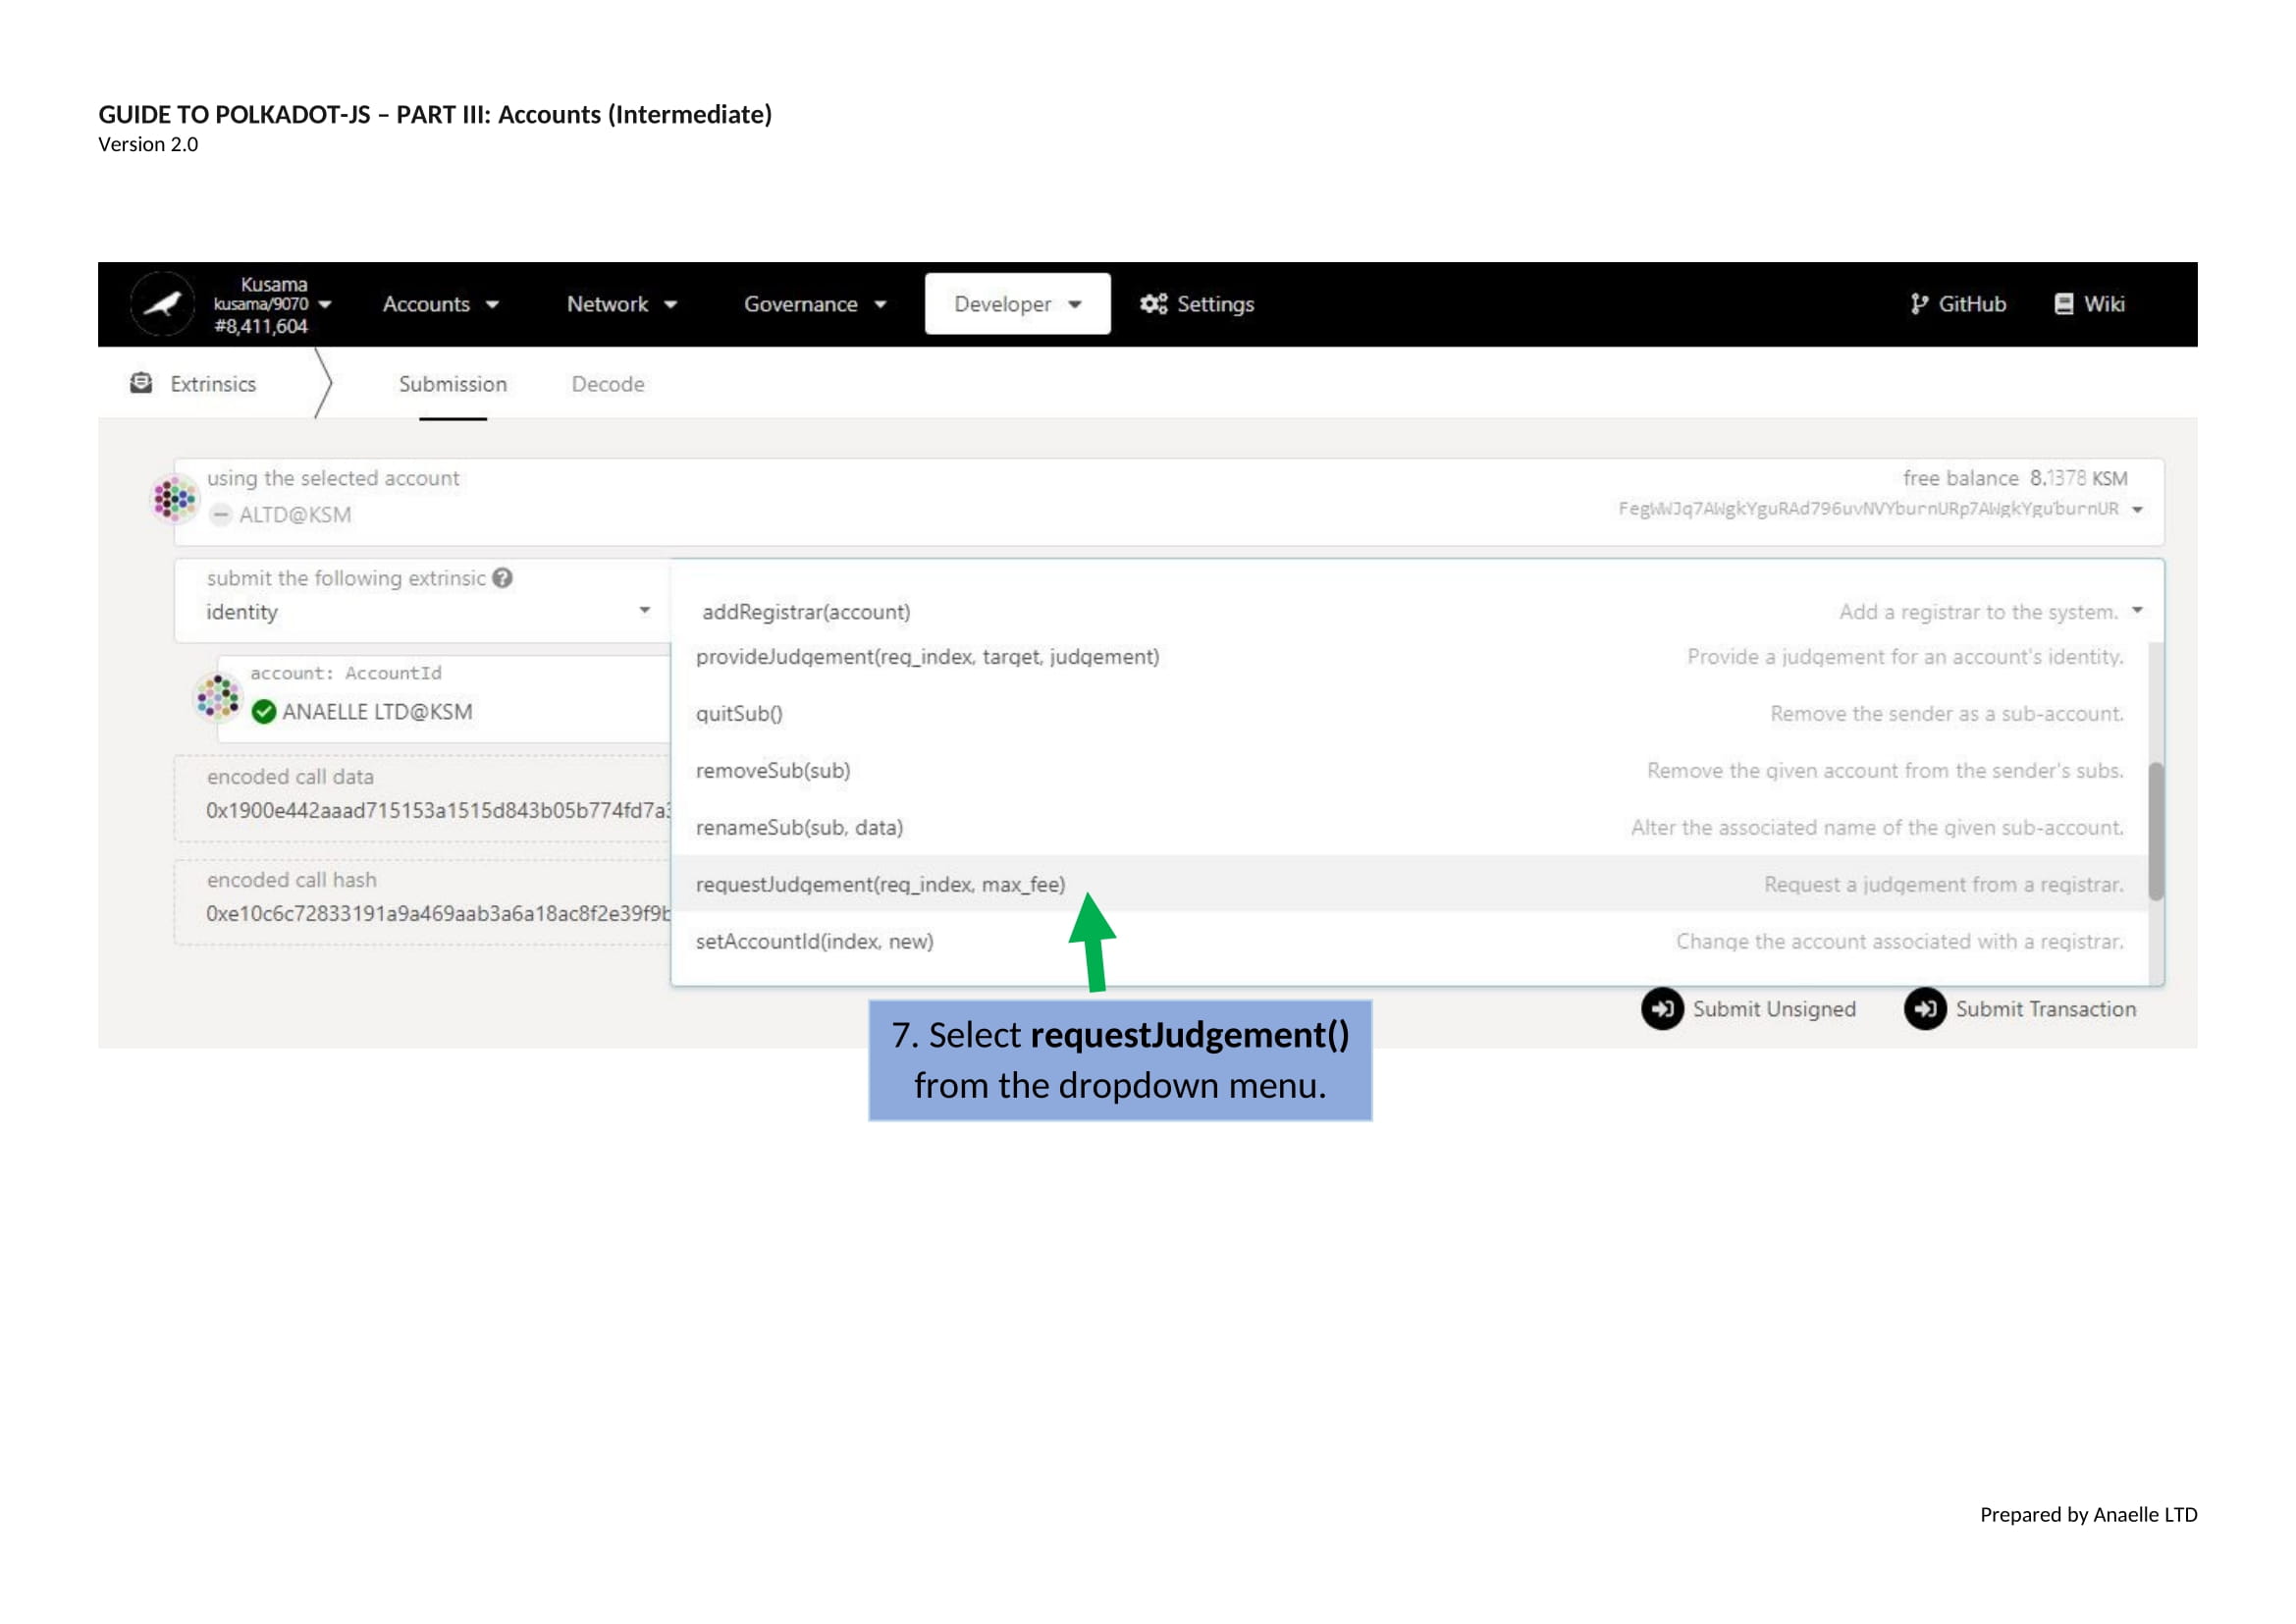 GUIDE TO POLKADOT-JS – PART III: Accounts (Intermediate)
Version 2.0
Kusama
kusama/9070
#8,411,604
Accounts
Network
Governance
Developer
Settings
GitHub
Wiki
Extrinsics
Submission
Decode
using the selected account
ALTD@KSM
free balance 8.1378 KSM
FegWWJq7AWgkYguRAd796uvNVYburnURp7AWgkYguburnUR
submit the following extrinsic
identity
addRegistrar(account)
Add a registrar to the system.
provideJudgement(req_index, target, judgement)
Provide a judgement for an account's identity.
account: AccountId
ANAELLE LTD@KSM
quitSub()
Remove the sender as a sub-account.
removeSub(sub)
Remove the given account from the sender's subs.
encoded call data
0x1900e442aaad715153a1515d843b05b774fd7a3
renameSub(sub, data)
Alter the associated name of the given sub-account.
encoded call hash
0xe10c6c72833191a9a469aab3a6a18ac8f2e39f9b
requestJudgement(req_index, max_fee)
Request a judgement from a registrar.
setAccountId(index, new)
Change the account associated with a registrar.
Submit Unsigned
Submit Transaction
7. Select requestJudgement()
from the dropdown menu.
Prepared by Anaelle LTD